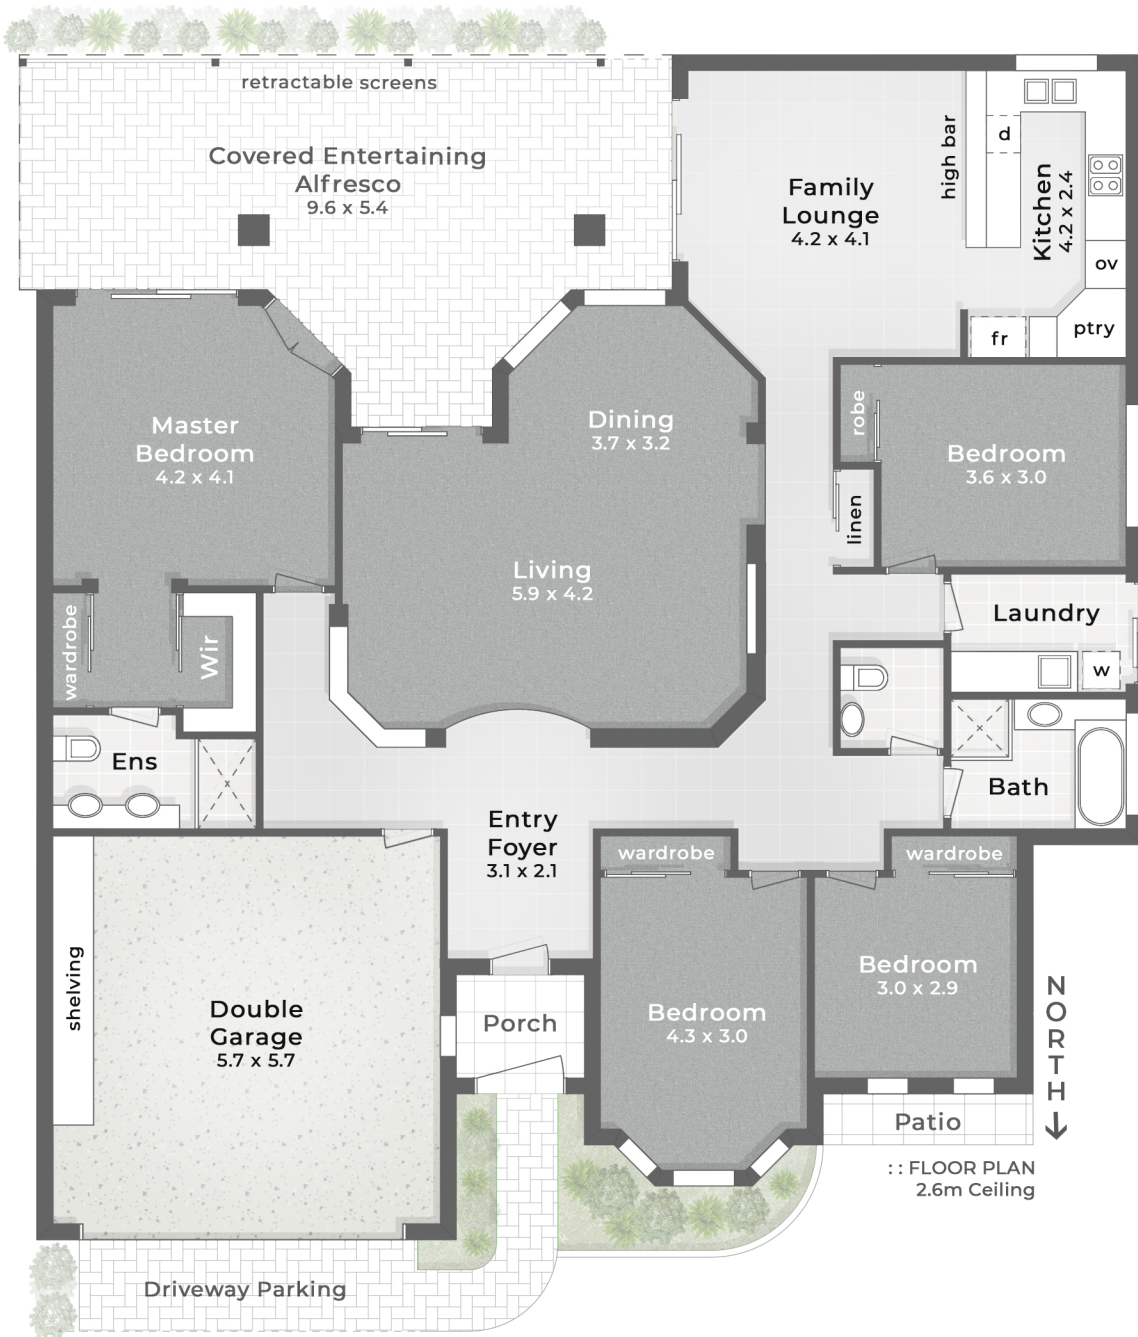 retractable screens
Covered Entertaining
Alfresco
9.6 x 5.4
Family
Lounge
4.2 x 4.1
high bar
d
Kitchen
4.2 x 2.4
ov
fr
ptry
Master
Bedroom
4.2 x 4.1
Dining
3.7 x 3.2
robe
Bedroom
3.6 x 3.0
linen
Living
5.9 x 4.2
wardrobe
Wir
Laundry
w
Ens
Bath
Entry
Foyer
3.1 x 2.1
wardrobe
wardrobe
shelving
Double
Garage
5.7 x 5.7
Porch
Bedroom
4.3 x 3.0
Bedroom
3.0 x 2.9
NORTH
Patio
:: FLOOR PLAN
2.6m Ceiling
Driveway Parking